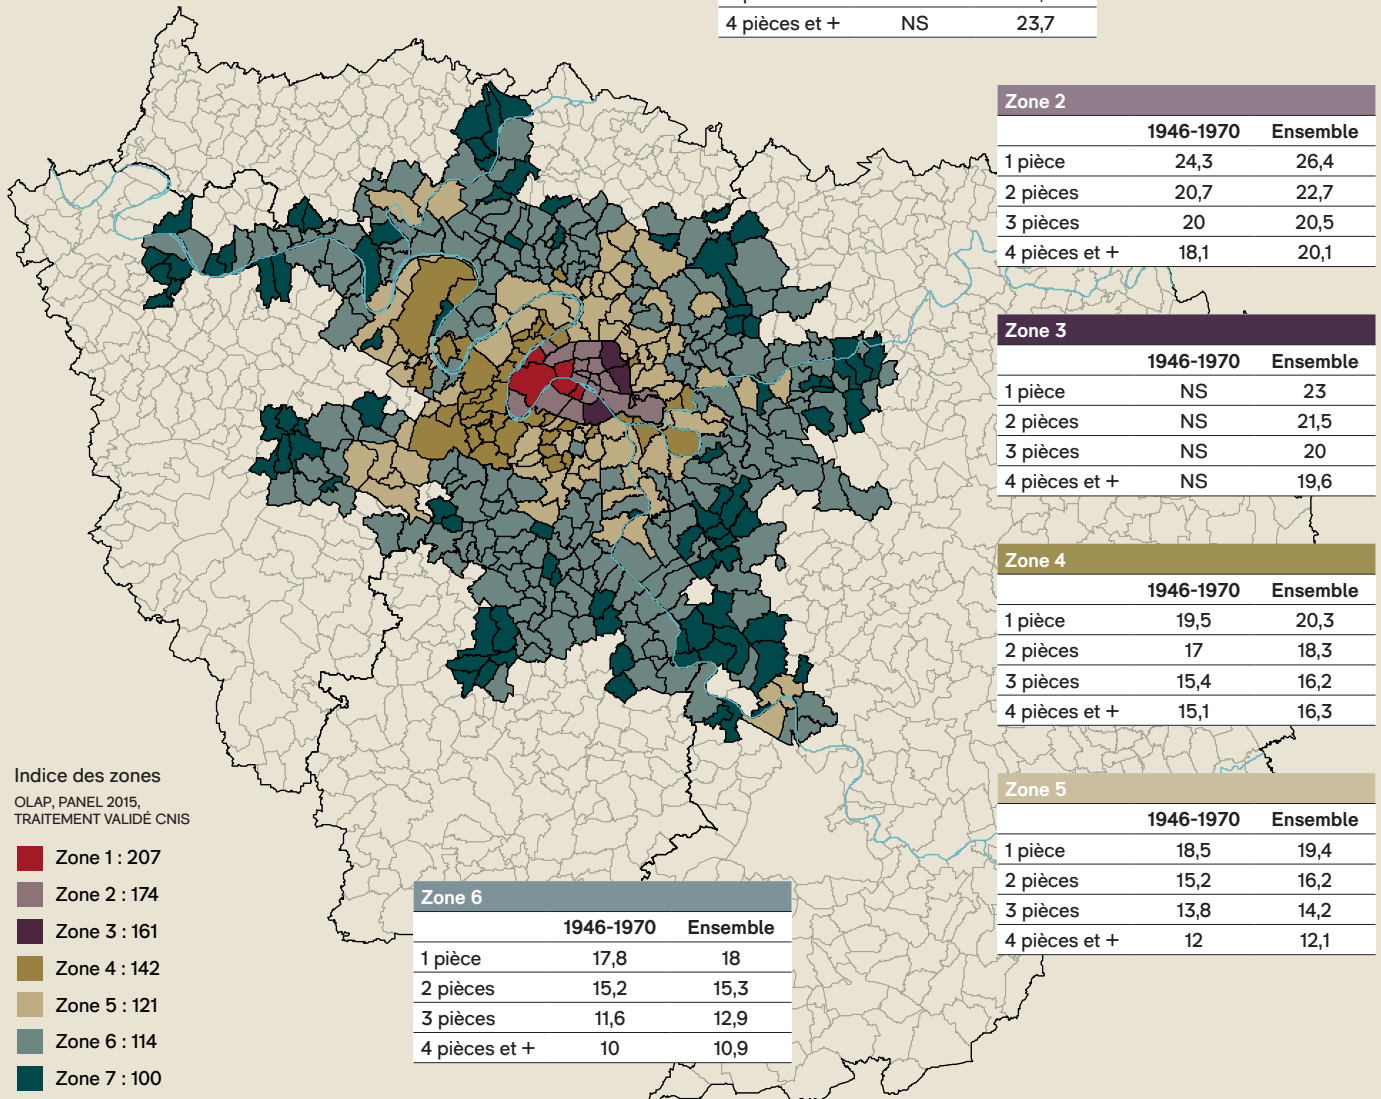 4 pièces et + NS 23,7
Zone 2
1946-1970 Ensemble
1 pièce 24,3 26,4
2 pièces 20,7 22,7
3 pièces 20 20,5
4 pièces et + 18,1 20,1
Zone 3
1946-1970 Ensemble
1 pièce NS 23
2 pièces NS 21,5
3 pièces NS 20
4 pièces et + NS 19,6
Zone 4
1946-1970 Ensemble
1 pièce 19,5 20,3
2 pièces 17 18,3
3 pièces 15,4 16,2
4 pièces et + 15,1 16,3
Zone 5
1946-1970 Ensemble
1 pièce 18,5 19,4
2 pièces 15,2 16,2
3 pièces 13,8 14,2
4 pièces et + 12 12,1
Indice des zones
OLAP, PANEL 2015,
TRAITEMENT VALIDÉ CNIS
Zone 1 : 207
Zone 2 : 174
Zone 3 : 161
Zone 4 : 142
Zone 5 : 121
Zone 6 : 114
Zone 7 : 100
Zone 6
1946-1970 Ensemble
1 pièce 17,8 18
2 pièces 15,2 15,3
3 pièces 11,6 12,9
4 pièces et + 10 10,9